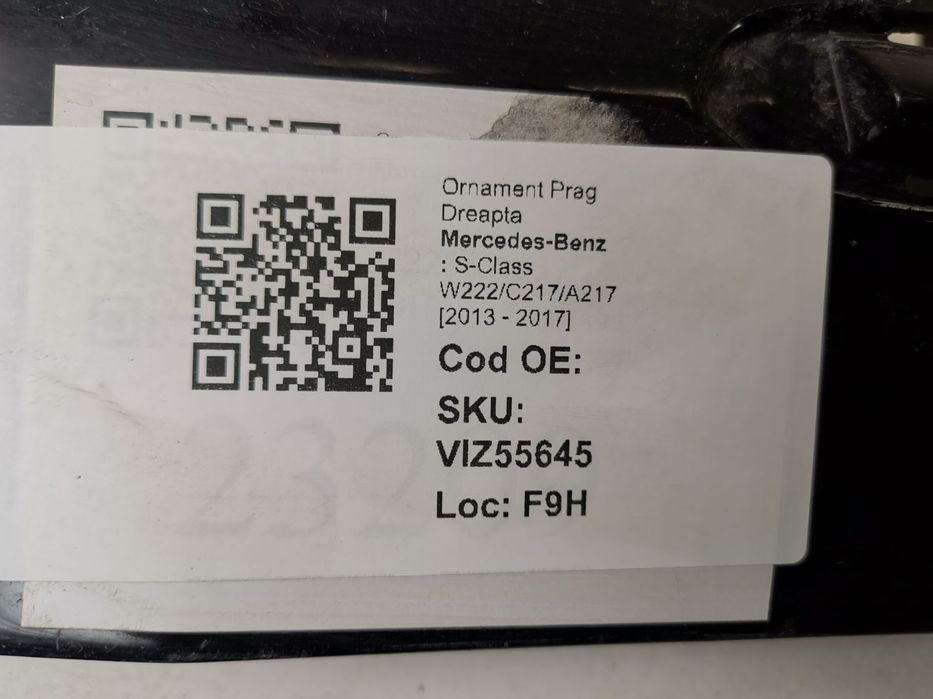 Ornament Prag
Dreapta
Mercedes-Benz
: S-Class
W222/C217/A217
[2013 - 2017]
Cod OE:
SKU:
VIZ55645
Loc: F9H